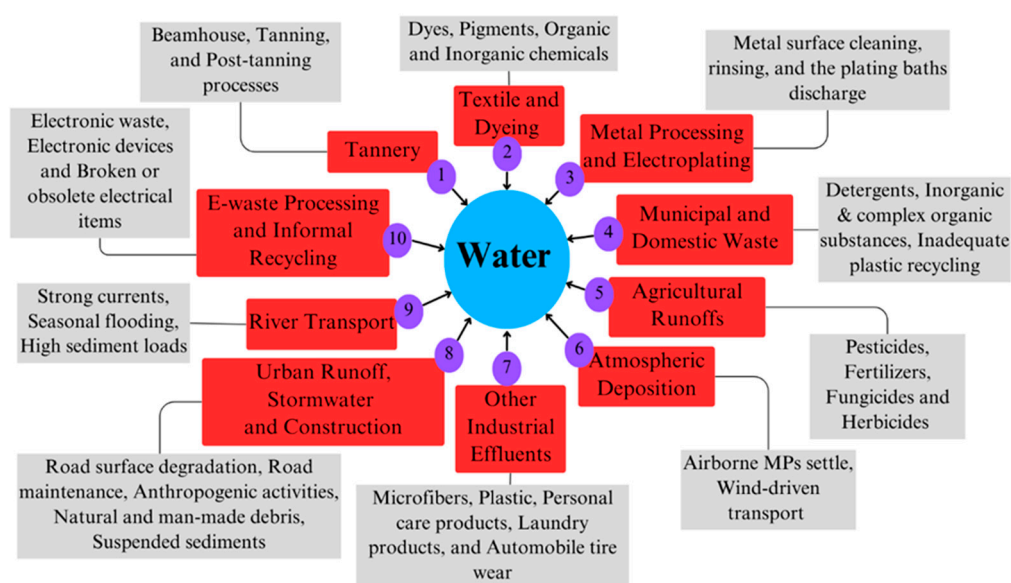 Beamhouse, Tanning,
and Post-tanning
processes
Dyes, Pigments, Organic
and Inorganic chemicals
Metal surface cleaning,
rinsing, and the plating baths
discharge
Electronic waste,
Electronic devices
and Broken or
obsolete electrical
items
Tannery
1
Textile and
Dyeing
2
Metal Processing
and Electroplating
3
E-waste Processing
and Informal
Recycling
10
Water
4
Municipal and
Domestic Waste
Detergents, Inorganic
& complex organic
substances, Inadequate
plastic recycling
Strong currents,
Seasonal flooding,
High sediment loads
River Transport
9
5
Agricultural
Runoffs
Pesticides,
Fertilizers,
Fungicides and
Herbicides
Urban Runoff,
Stormwater
and Construction
8
7
Other
Industrial
Effluents
6
Atmospheric
Deposition
Airborne MPs settle,
Wind-driven
transport
Road surface degradation, Road
maintenance, Anthropogenic activities,
Natural and man-made debris,
Suspended sediments
Microfibers, Plastic, Personal
care products, Laundry
products, and Automobile tire
wear